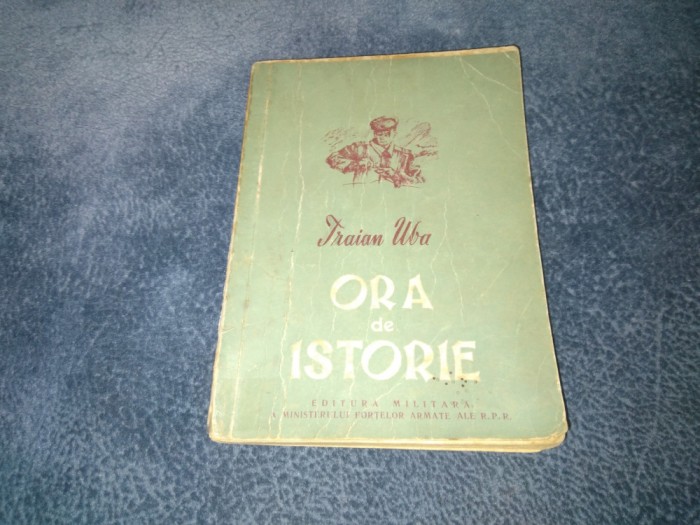 Traian Uba
ORA
de
ISTORIE
EDITURA MILITARĂ
A MINISTERULUI FORȚELOR ARMATE ALE R.P.R.